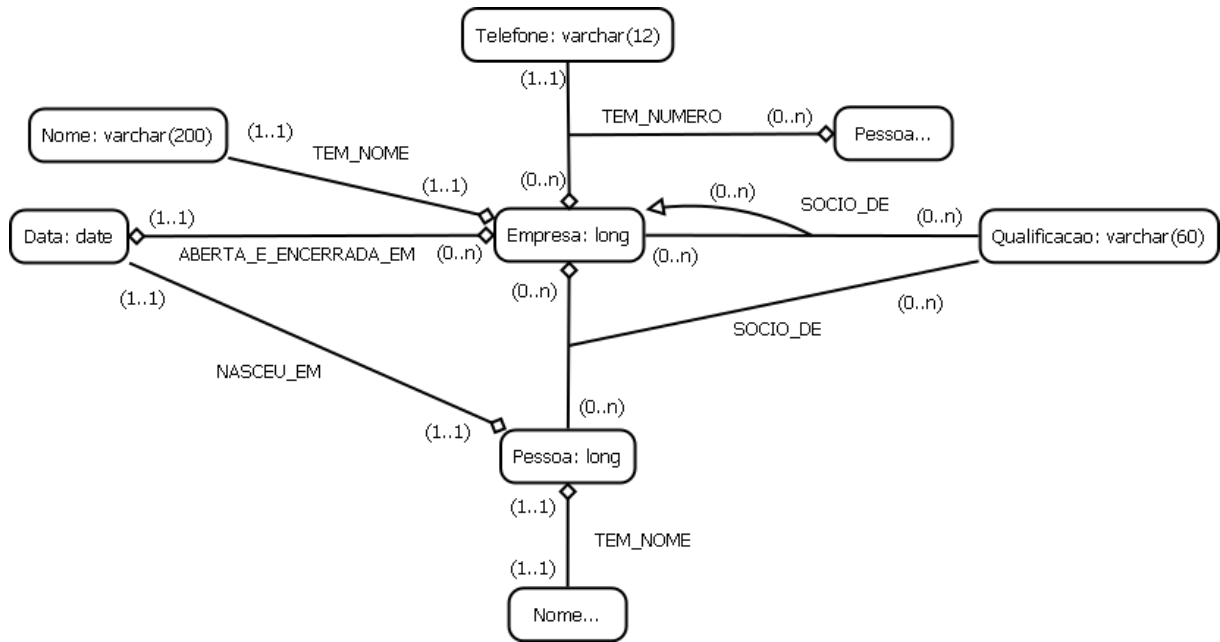 Telefone: varchar(12)
(1..1)
TEM_NUMERO
(0..n)
Pessoa...
Nome: varchar(200)
(1..1)
TEM_NOME
(1..1)
(0..n)
(0..n)
SOCIO_DE
(0..n)
Data: date
(1..1)
ABERTA_E_ENCERRADA_EM
(0..n)
Empresa: long
(0..n)
Qualificacao: varchar(60)
(1..1)
(0..n)
(0..n)
SOCIO_DE
NASCEU_EM
(1..1)
(0..n)
Pessoa: long
(1..1)
TEM_NOME
(1..1)
Nome...